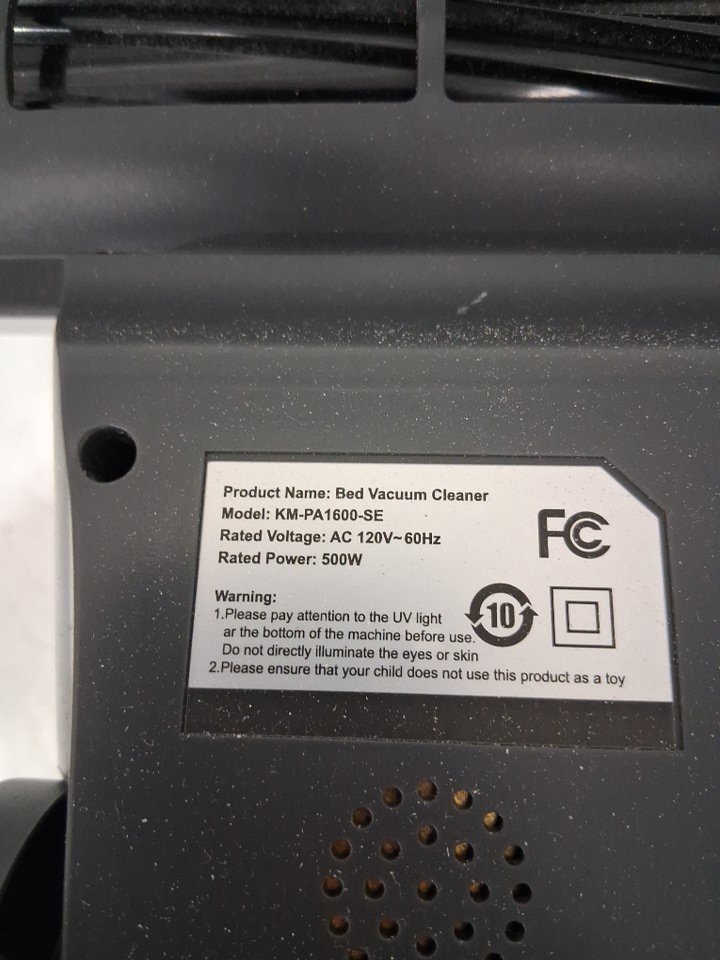 Product Name: Bed Vacuum Cleaner
Model: KM-PA1600-SE
Rated Voltage: AC 120V~60Hz
Rated Power: 500W
FC
Warning:
1.Please pay attention to the UV light
ar the bottom of the machine before use.
Do not directly illuminate the eyes or skin
2.Please ensure that your child does not use this product as a toy
10